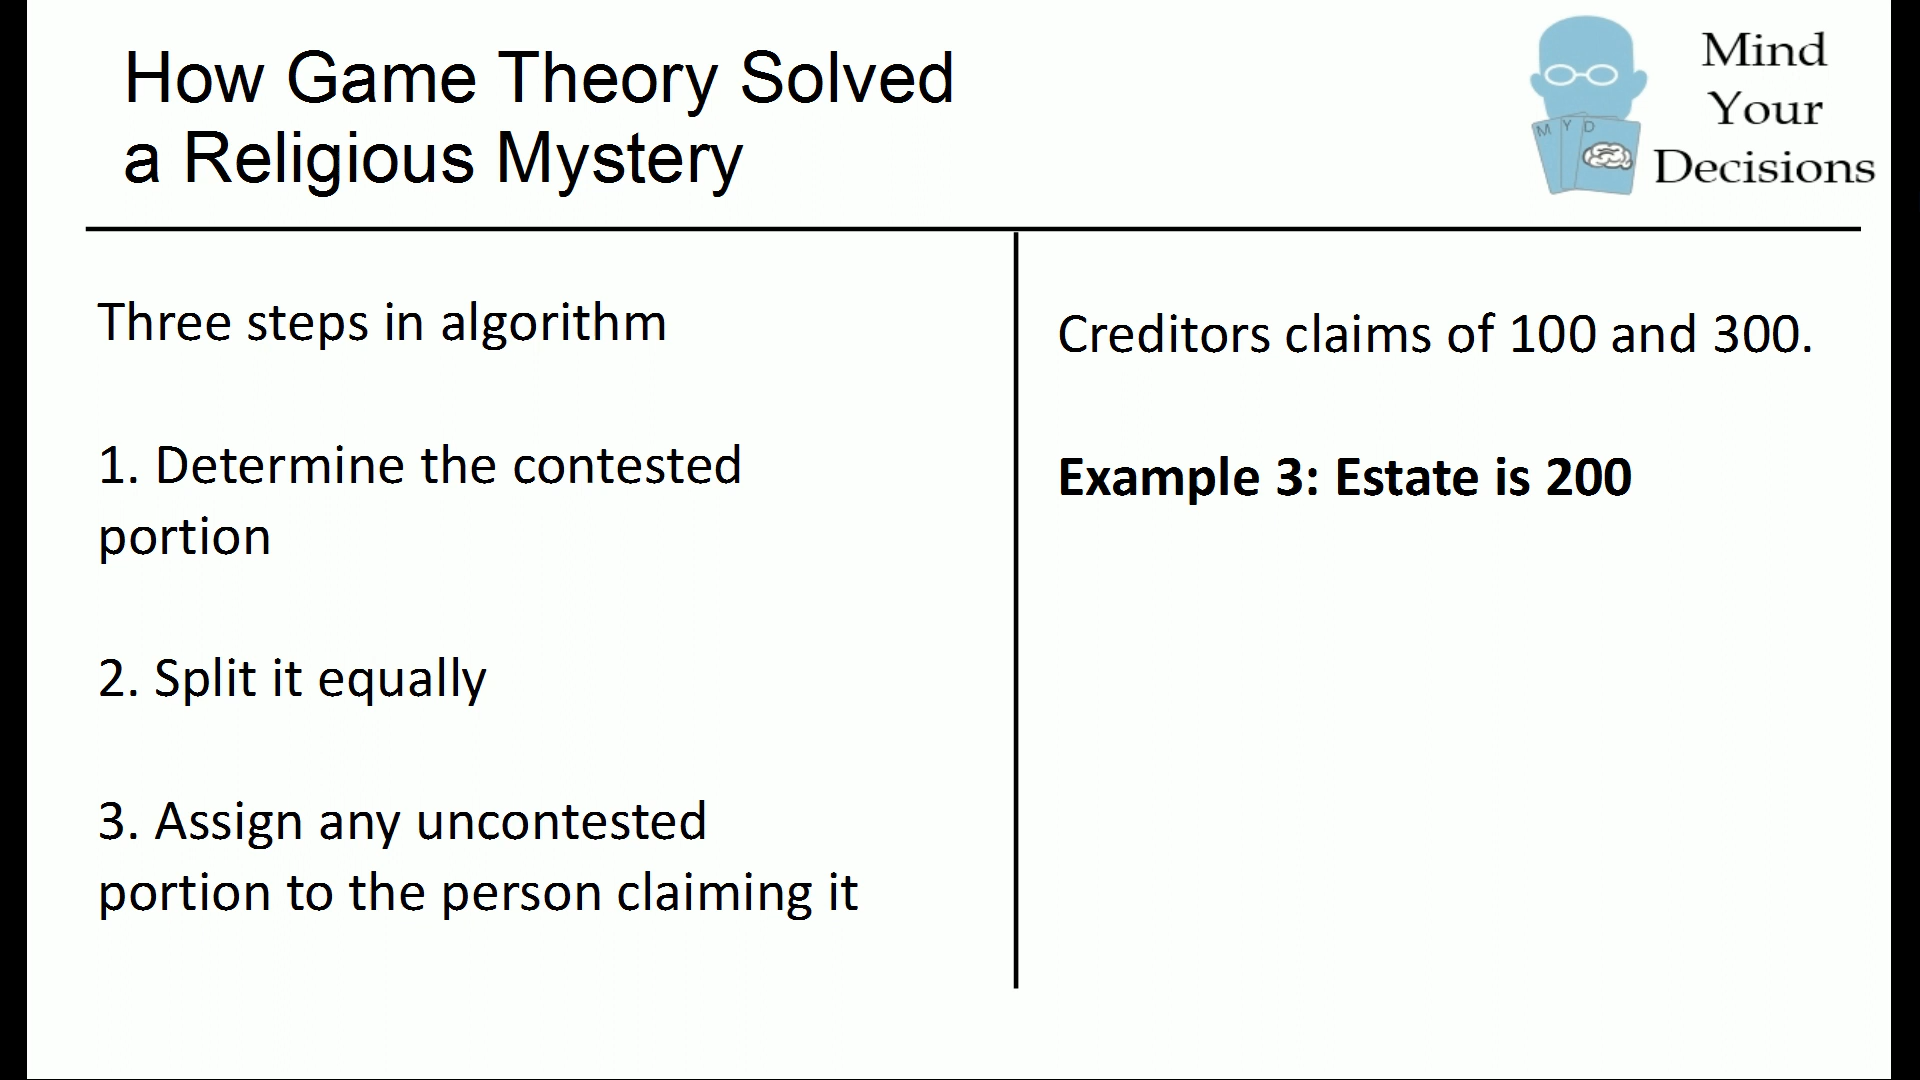 How Game Theory Solved
a Religious Mystery
Mind
Your
Decisions
M Y D
Three steps in algorithm
1. Determine the contested
portion
2. Split it equally
3. Assign any uncontested
portion to the person claiming it
Creditors claims of 100 and 300.
Example 3: Estate is 200